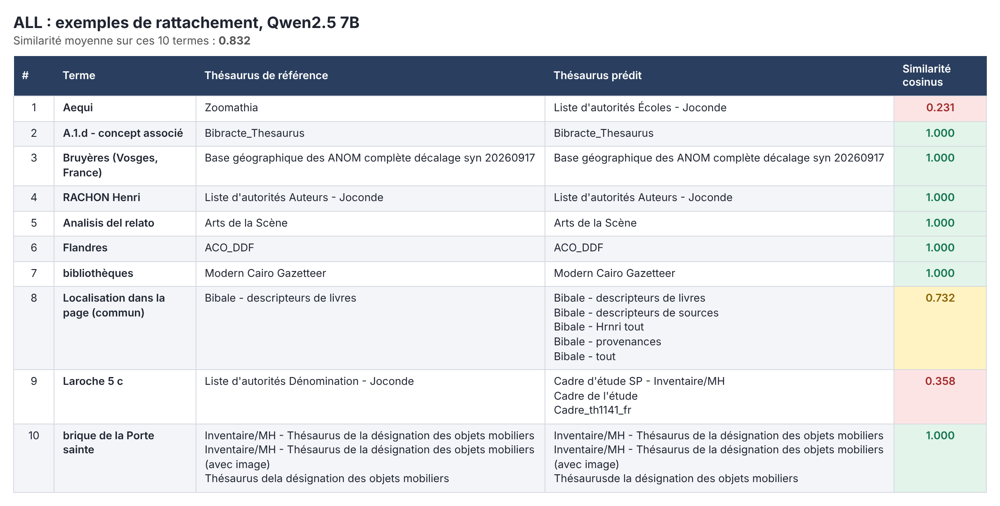 ALL : exemples de rattachement, Qwen2.5 7B
Similarité moyenne sur ces 10 termes : 0.832
# Terme Thésaurus de référence Thésaurus prédit Similarité cosinus
1 Aequi Zoomathia Liste d'autorités Écoles - Joconde 0.231
2 A.1.d - concept associé Bibracte_Thesaurus Bibracte_Thesaurus 1.000
3 Bruyères (Vosges, Base géographique des ANOM complète décalage syn 20260917 Base géographique des ANOM complète décalage syn 20260917 1.000
France)
4 RACHON Henri Liste d'autorités Auteurs - Joconde Liste d'autorités Auteurs - Joconde 1.000
5 Analisis del relato Arts de la Scène Arts de la Scène 1.000
6 Flandres ACO_DDF ACO_DDF 1.000
7 bibliothèques Modern Cairo Gazetteer Modern Cairo Gazetteer 1.000
8 Localisation dans la Bibale - descripteurs de livres Bibale - descripteurs de livres 0.732
page (commun) Bibale - descripteurs de sources
Bibale - Hrnri tout
Bibale - provenances
Bibale - tout
9 Laroche 5 c Liste d'autorités Dénomination - Joconde Cadre d'étude SP - Inventaire/MH 0.358
Cadre de l'étude
Cadre_th1141_fr
10 brique de la Porte Inventaire/MH - Thésaurus de la désignation des objets mobiliers Inventaire/MH - Thésaurus de la désignation des objets mobiliers 1.000
sainte Inventaire/MH - Thésaurus de la désignation des objets mobiliers Inventaire/MH - Thésaurus de la désignation des objets mobiliers
(avec image) (avec image)
Thésaurus dela désignation des objets mobiliers Thésaurusde la désignation des objets mobiliers